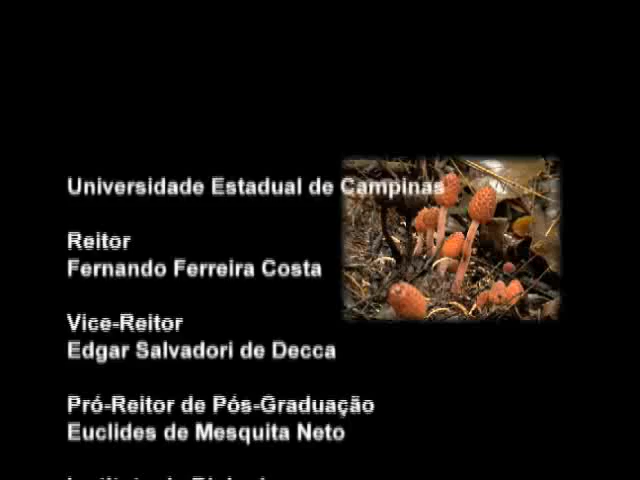 Universidade Estadual de Campinas
Reitor
Fernando Ferreira Costa
Vice-Reitor
Edgar Salvadori de Decca
Pró-Reitor de Pós-Graduação
Euclides de Mesquita Neto